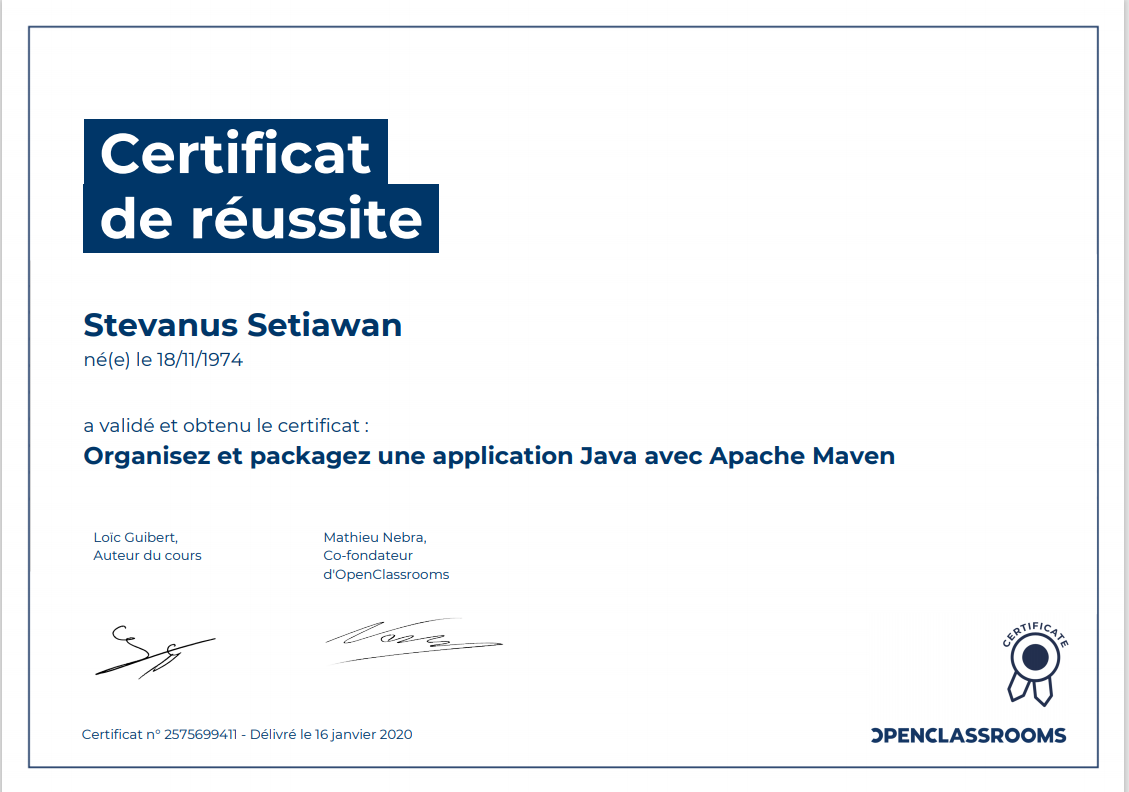 Certificat
de réussite
Stevanus Setiawan
né(e) le 18/11/1974
a validé et obtenu le certificat :
Organisez et packagez une application Java avec Apache Maven
Loïc Guibert,
Auteur du cours
Mathieu Nebra,
Co-fondateur
d'OpenClassrooms
CERTIFICATE
Certificat n° 2575699411 - Délivré le 16 janvier 2020
OPENCLASSROOMS